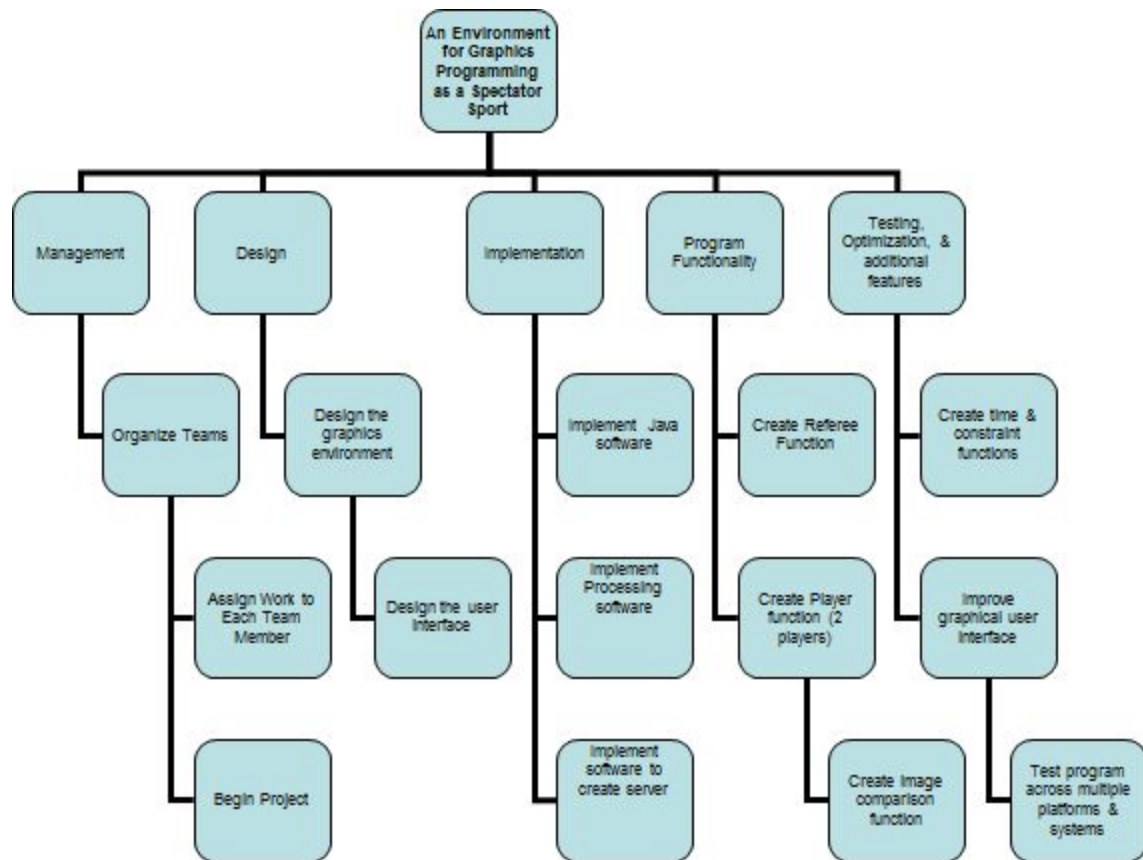 An Environment
for Graphics
Programming
as a Spectator
Sport
Management
Design
Implementation
Program
Functionality
Testing,
Optimization, &
additional
features
Organize Teams
Design the
graphics
environment
Implement Java
software
Create Referee
Function
Create time &
constraint
functions
Assign Work to
Each Team
Member
Design the user
Interface
Implement
Processing
software
Create Player
function (2
players)
Improve
graphical user
Interface
Begin Project
Implement
software to
create server
Create Image
comparison
function
Test program
across multiple
platforms &
systems